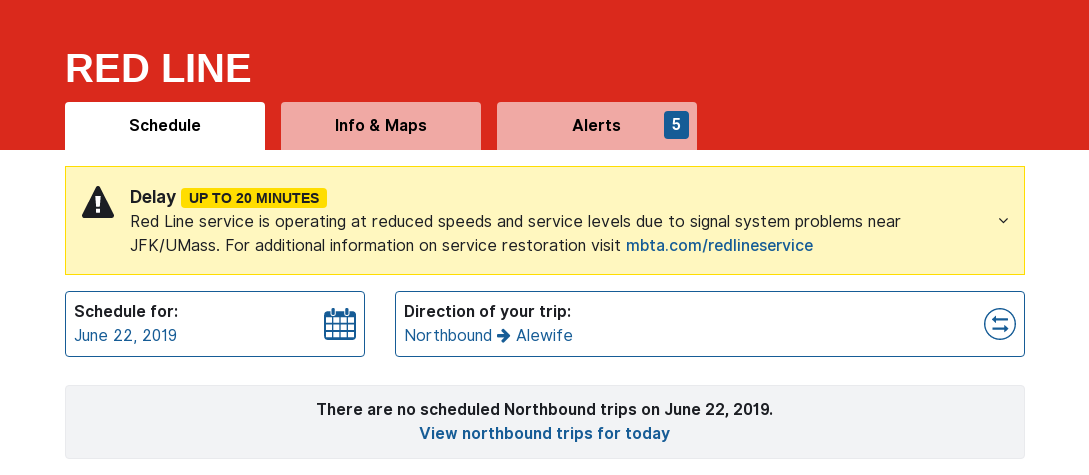 RED LINE
Schedule
Info & Maps
Alerts 5
Delay UP TO 20 MINUTES
Red Line service is operating at reduced speeds and service levels due to signal system problems near
JFK/UMass. For additional information on service restoration visit mbta.com/redlineservice
Schedule for:
June 22, 2019
Direction of your trip:
Northbound → Alewife
There are no scheduled Northbound trips on June 22, 2019.
View northbound trips for today